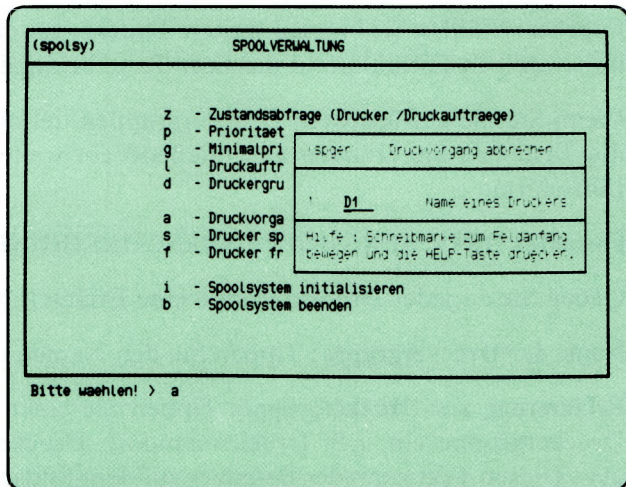 (spolsy) SPOOLVERWALTUNG
z - Zustandsabfrage (Drucker /Druckauftraege)
p - Prioritaet
g - Minimalpri
l - Druckauftr
d - Druckergru
a - Druckvorga
s - Drucker sp
f - Drucker fr
i - Spoolsystem initialisieren
b - Spoolsystem beenden
Druckvorgang abbrechen
D1 Name eines Druckers
Hilfe : Schreibmarke zum Feldanfang
bewegen und die HELP-Taste druecken.
Bitte waehlen! > a